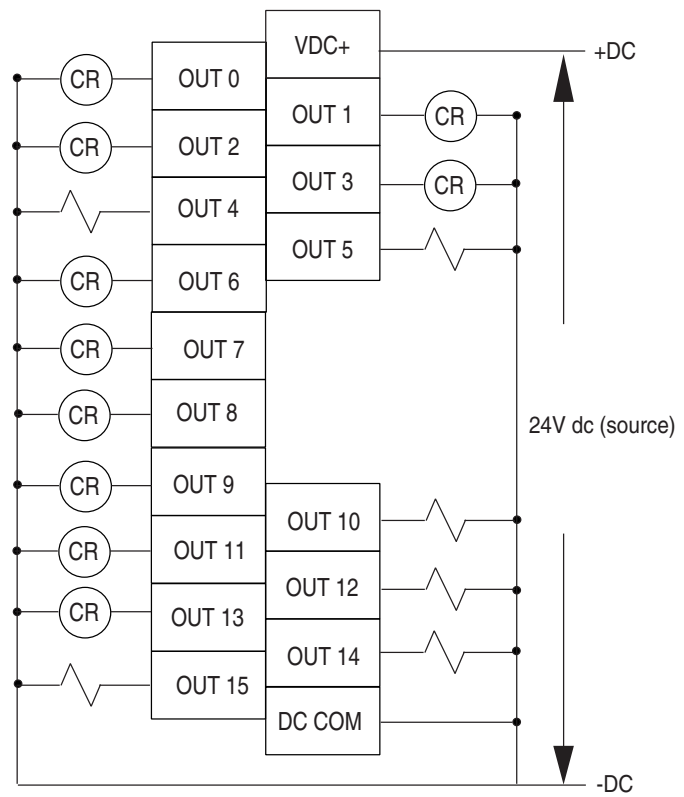 VDC+
+DC
CR
OUT 0
OUT 1
CR
CR
OUT 2
OUT 3
CR
OUT 4
OUT 5
CR
OUT 6
CR
OUT 7
CR
OUT 8
24V dc (source)
CR
OUT 9
OUT 10
CR
OUT 11
OUT 12
CR
OUT 13
OUT 14
OUT 15
DC COM
-DC